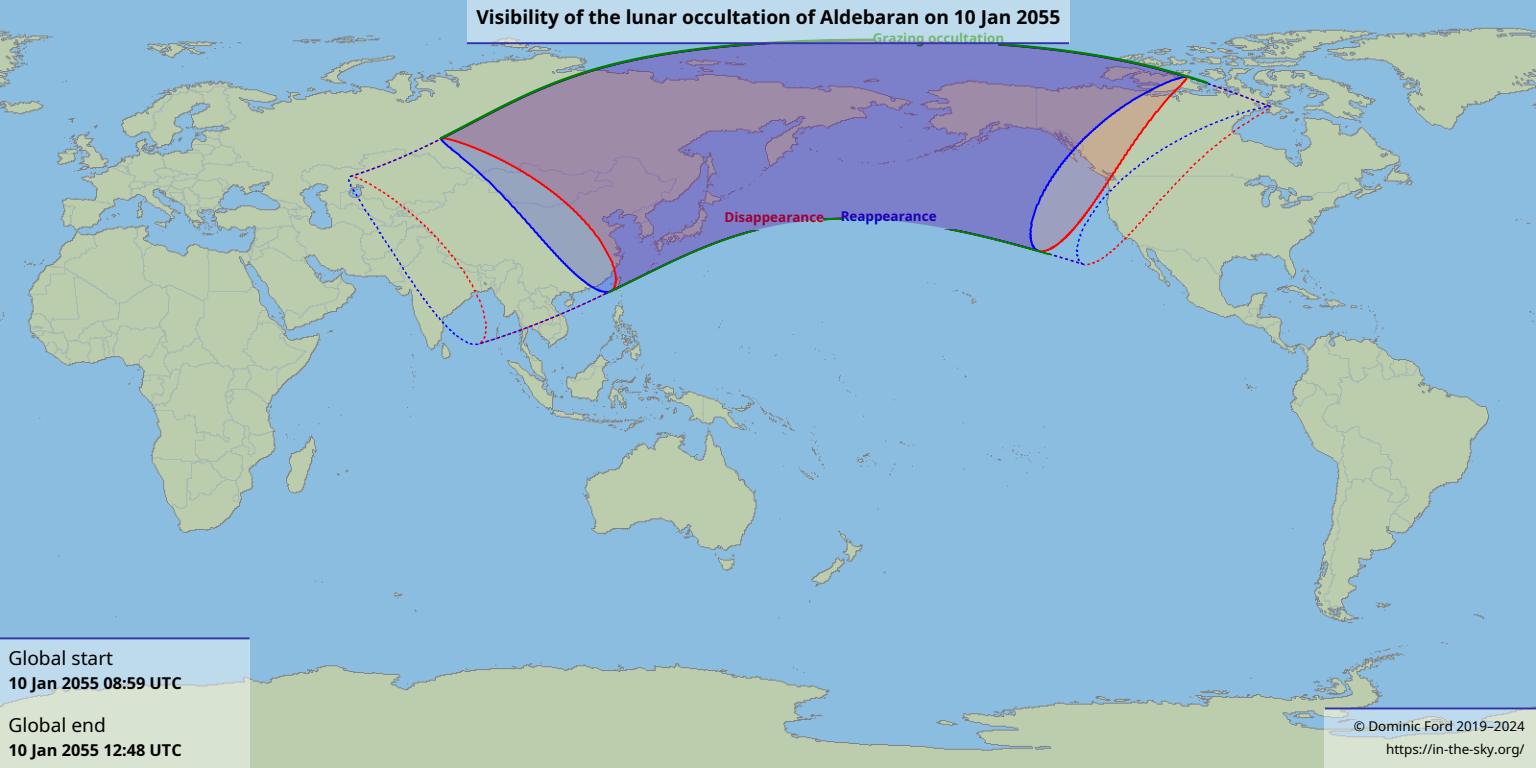 Visibility of the lunar occultation of Aldebaran on 10 Jan 2055
Grazing occultation
Disappearance
Reappearance
Global start
10 Jan 2055 08:59 UTC
Global end
10 Jan 2055 12:48 UTC
© Dominic Ford 2019–2024
https://in-the-sky.org/